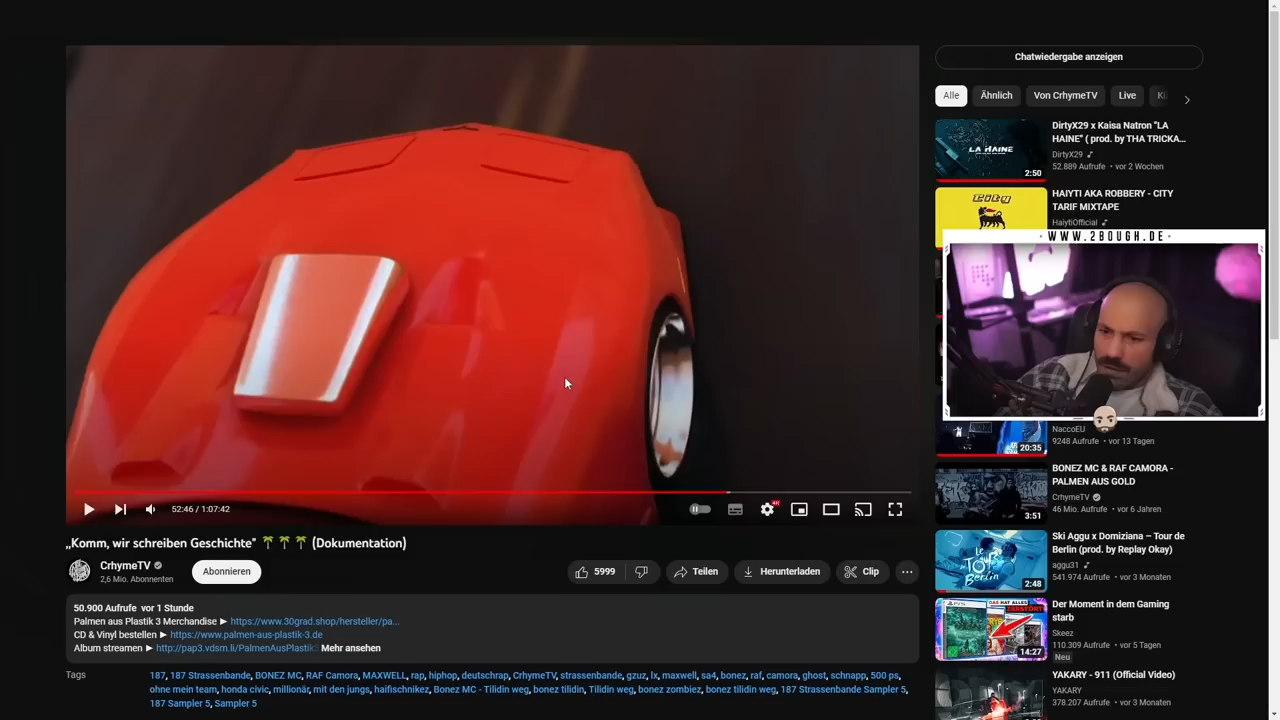 Chatwiedergabe anzeigen
Alle
Ähnlich
Von CrhymeTV
Live
DirtyX29 x Kaisa Natron "LA
HAINE" ( prod. by THA TRICKA...
DirtyX29
52.889 Aufrufe • vor 2 Wochen
LA HAINE
2:50
HAIYTI AKA ROBBERY - CITY
TARIF MIXTAPE
HaiytiOfficial
City
• WWW.2BOUGH.DE •
NaccoEU
9248 Aufrufe • vor 13 Tagen
20:35
BONEZ MC & RAF CAMORA -
PALMEN AUS GOLD
CrhymeTV
46 Mio. Aufrufe • vor 6 Jahren
3:51
Ski Aggu x Domiziana – Tour de
Berlin (prod. by Replay Okay)
aggu31
541.974 Aufrufe • vor 3 Monaten
Le TOUR BERLIN
2:48
Der Moment in dem Gaming
starb
Skeez
110.309 Aufrufe • vor 5 Tagen
Neu
DAS HAT ALLES
ZERSTÖRT
14:27
YAKARY - 911 (Official Video)
YAKARY
378.207 Aufrufe • vor 3 Monaten
52:46 / 1:07:42
„Komm, wir schreiben Geschichte" 🌴🌴🌴 (Dokumentation)
CrhymeTV
2,6 Mio. Abonnenten
Abonnieren
5999
Teilen
Herunterladen
Clip
50.900 Aufrufe vor 1 Stunde
Palmen aus Plastik 3 Merchandise ► https://www.30grad.shop/hersteller/pa...
CD & Vinyl bestellen ► https://www.palmen-aus-plastik-3.de
Album streamen ► http://pap3.vdsm.li/PalmenAusPlastik Mehr ansehen
Tags
187, 187 Strassenbande, BONEZ MC, RAF Camora, MAXWELL, rap, hiphop, deutschrap, CrhymeTV, strassenbande, gzuz, lx, maxwell, sa4, bonez, raf, camora, ghost, schnapp, 500 ps,
ohne mein team, honda civic, millionär, mit den jungs, haifischnikez, Bonez MC - Tilidin weg, bonez tilidin, Tilidin weg, bonez zombiez, bonez tilidin weg, 187 Strassenbande Sampler 5,
187 Sampler 5, Sampler 5